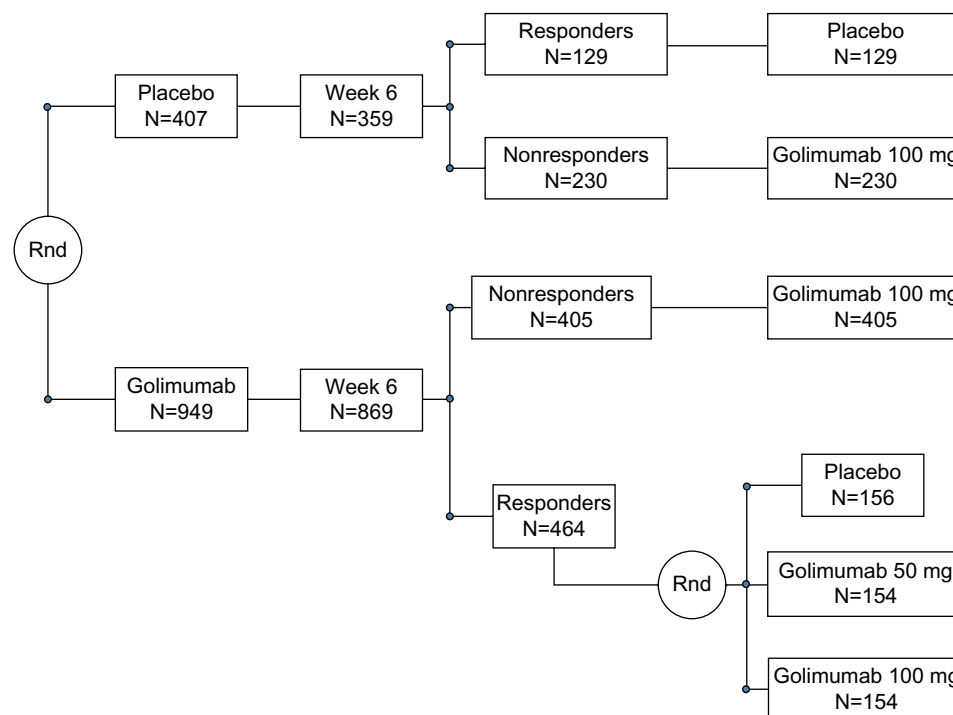 Responders
N=129
Placebo
N=129
Placebo
N=407
Week 6
N=359
Nonresponders
N=230
Golimumab 100 mg
N=230
Rnd
Nonresponders
N=405
Golimumab 100 mg
N=405
Golimumab
N=949
Week 6
N=869
Responders
N=464
Placebo
N=156
Rnd
Golimumab 50 mg
N=154
Golimumab 100 mg
N=154